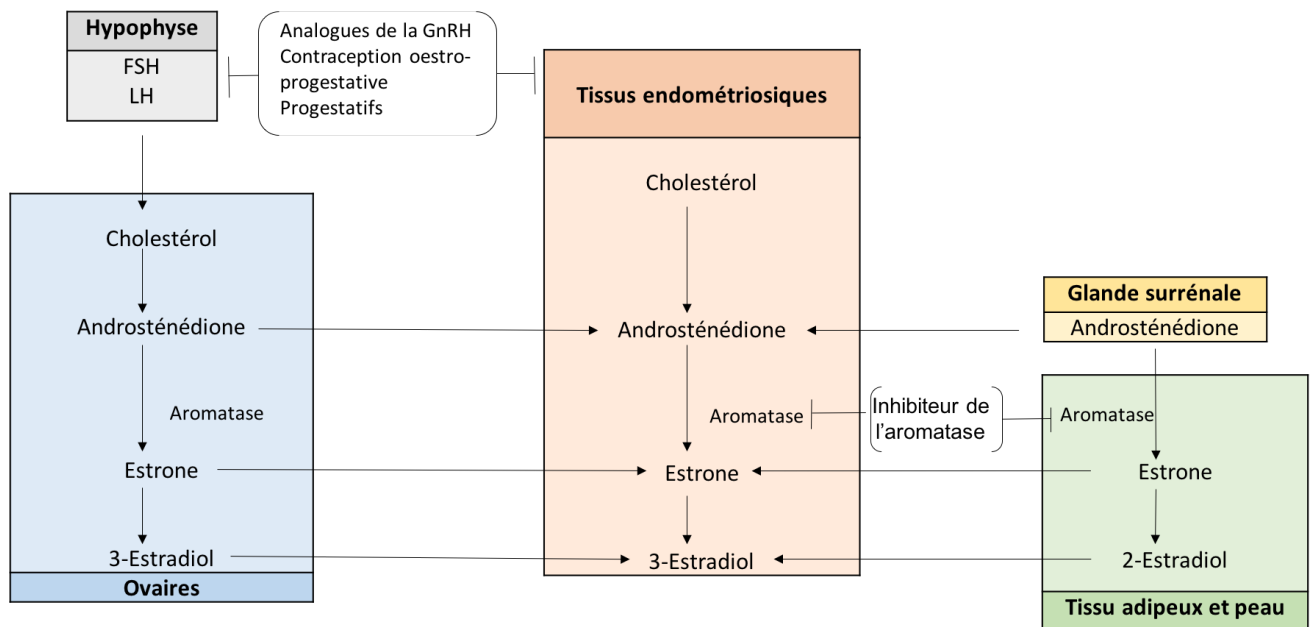 Hypophyse
FSH
LH
Analogues de la GnRH
Contraception oestro-
progestative
Progestatifs
Cholestérol
Androsténédione
Aromatase
Estrone
3-Estradiol
Ovaires
Tissus endométriosiques
Cholestérol
Androsténédione
Aromatase
Estrone
3-Estradiol
Inhibiteur de
l'aromatase
Glande surrénale
Androsténédione
Aromatase
Estrone
2-Estradiol
Tissu adipeux et peau